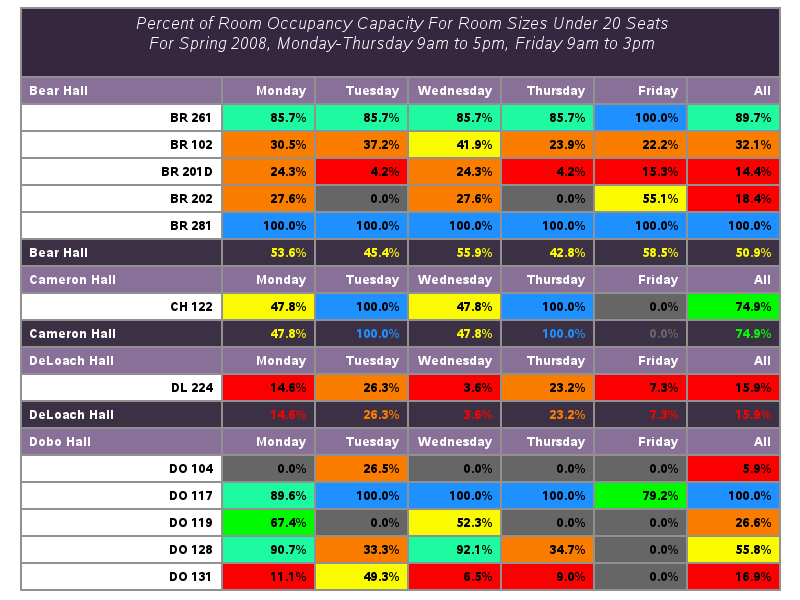 Percent of Room Occupancy Capacity For Room Sizes Under 20 Seats
For Spring 2008, Monday-Thursday 9am to 5pm, Friday 9am to 3pm
Bear Hall Monday Tuesday Wednesday Thursday Friday All
BR 261 85.7% 85.7% 85.7% 85.7% 100.0% 89.7%
BR 102 30.5% 37.2% 41.9% 23.9% 22.2% 32.1%
BR 201D 24.3% 4.2% 24.3% 4.2% 15.3% 14.4%
BR 202 27.6% 0.0% 27.6% 0.0% 55.1% 18.4%
BR 281 100.0% 100.0% 100.0% 100.0% 100.0% 100.0%
Bear Hall 53.6% 45.4% 55.9% 42.8% 58.5% 50.9%
Cameron Hall Monday Tuesday Wednesday Thursday Friday All
CH 122 47.8% 100.0% 47.8% 100.0% 0.0% 74.9%
Cameron Hall 47.8% 100.0% 47.8% 100.0% 0.0% 74.9%
DeLoach Hall Monday Tuesday Wednesday Thursday Friday All
DL 224 14.6% 26.3% 3.6% 23.2% 7.3% 15.9%
DeLoach Hall 14.6% 26.3% 3.6% 23.2% 7.3% 15.9%
Dobo Hall Monday Tuesday Wednesday Thursday Friday All
DO 104 0.0% 26.5% 0.0% 0.0% 0.0% 5.9%
DO 117 89.6% 100.0% 100.0% 100.0% 79.2% 100.0%
DO 119 67.4% 0.0% 52.3% 0.0% 0.0% 26.6%
DO 128 90.7% 33.3% 92.1% 34.7% 0.0% 55.8%
DO 131 11.1% 49.3% 6.5% 9.0% 0.0% 16.9%